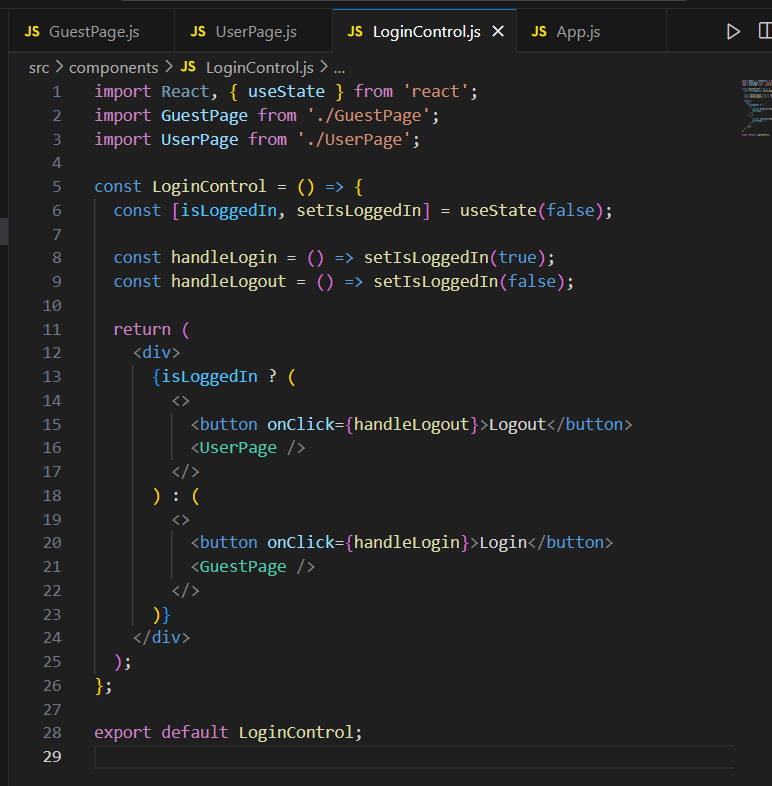 JS GuestPage.js JS UserPage.js JS LoginControl.js JS App.js
src > components > JS LoginControl.js > ...
1 import React, { useState } from 'react';
2 import GuestPage from './GuestPage';
3 import UserPage from './UserPage';
4
5 const LoginControl = () => {
6   const [isLoggedIn, setIsLoggedIn] = useState(false);
7
8   const handleLogin = () => setIsLoggedIn(true);
9   const handleLogout = () => setIsLoggedIn(false);
10
11   return (
12     <div>
13       {isLoggedIn ? (
14         <>
15           <button onClick={handleLogout}>Logout</button>
16           <UserPage />
17         </>
18       ) : (
19         <>
20           <button onClick={handleLogin}>Login</button>
21           <GuestPage />
22         </>
23       )}
24     </div>
25   );
26 };
27
28 export default LoginControl;
29